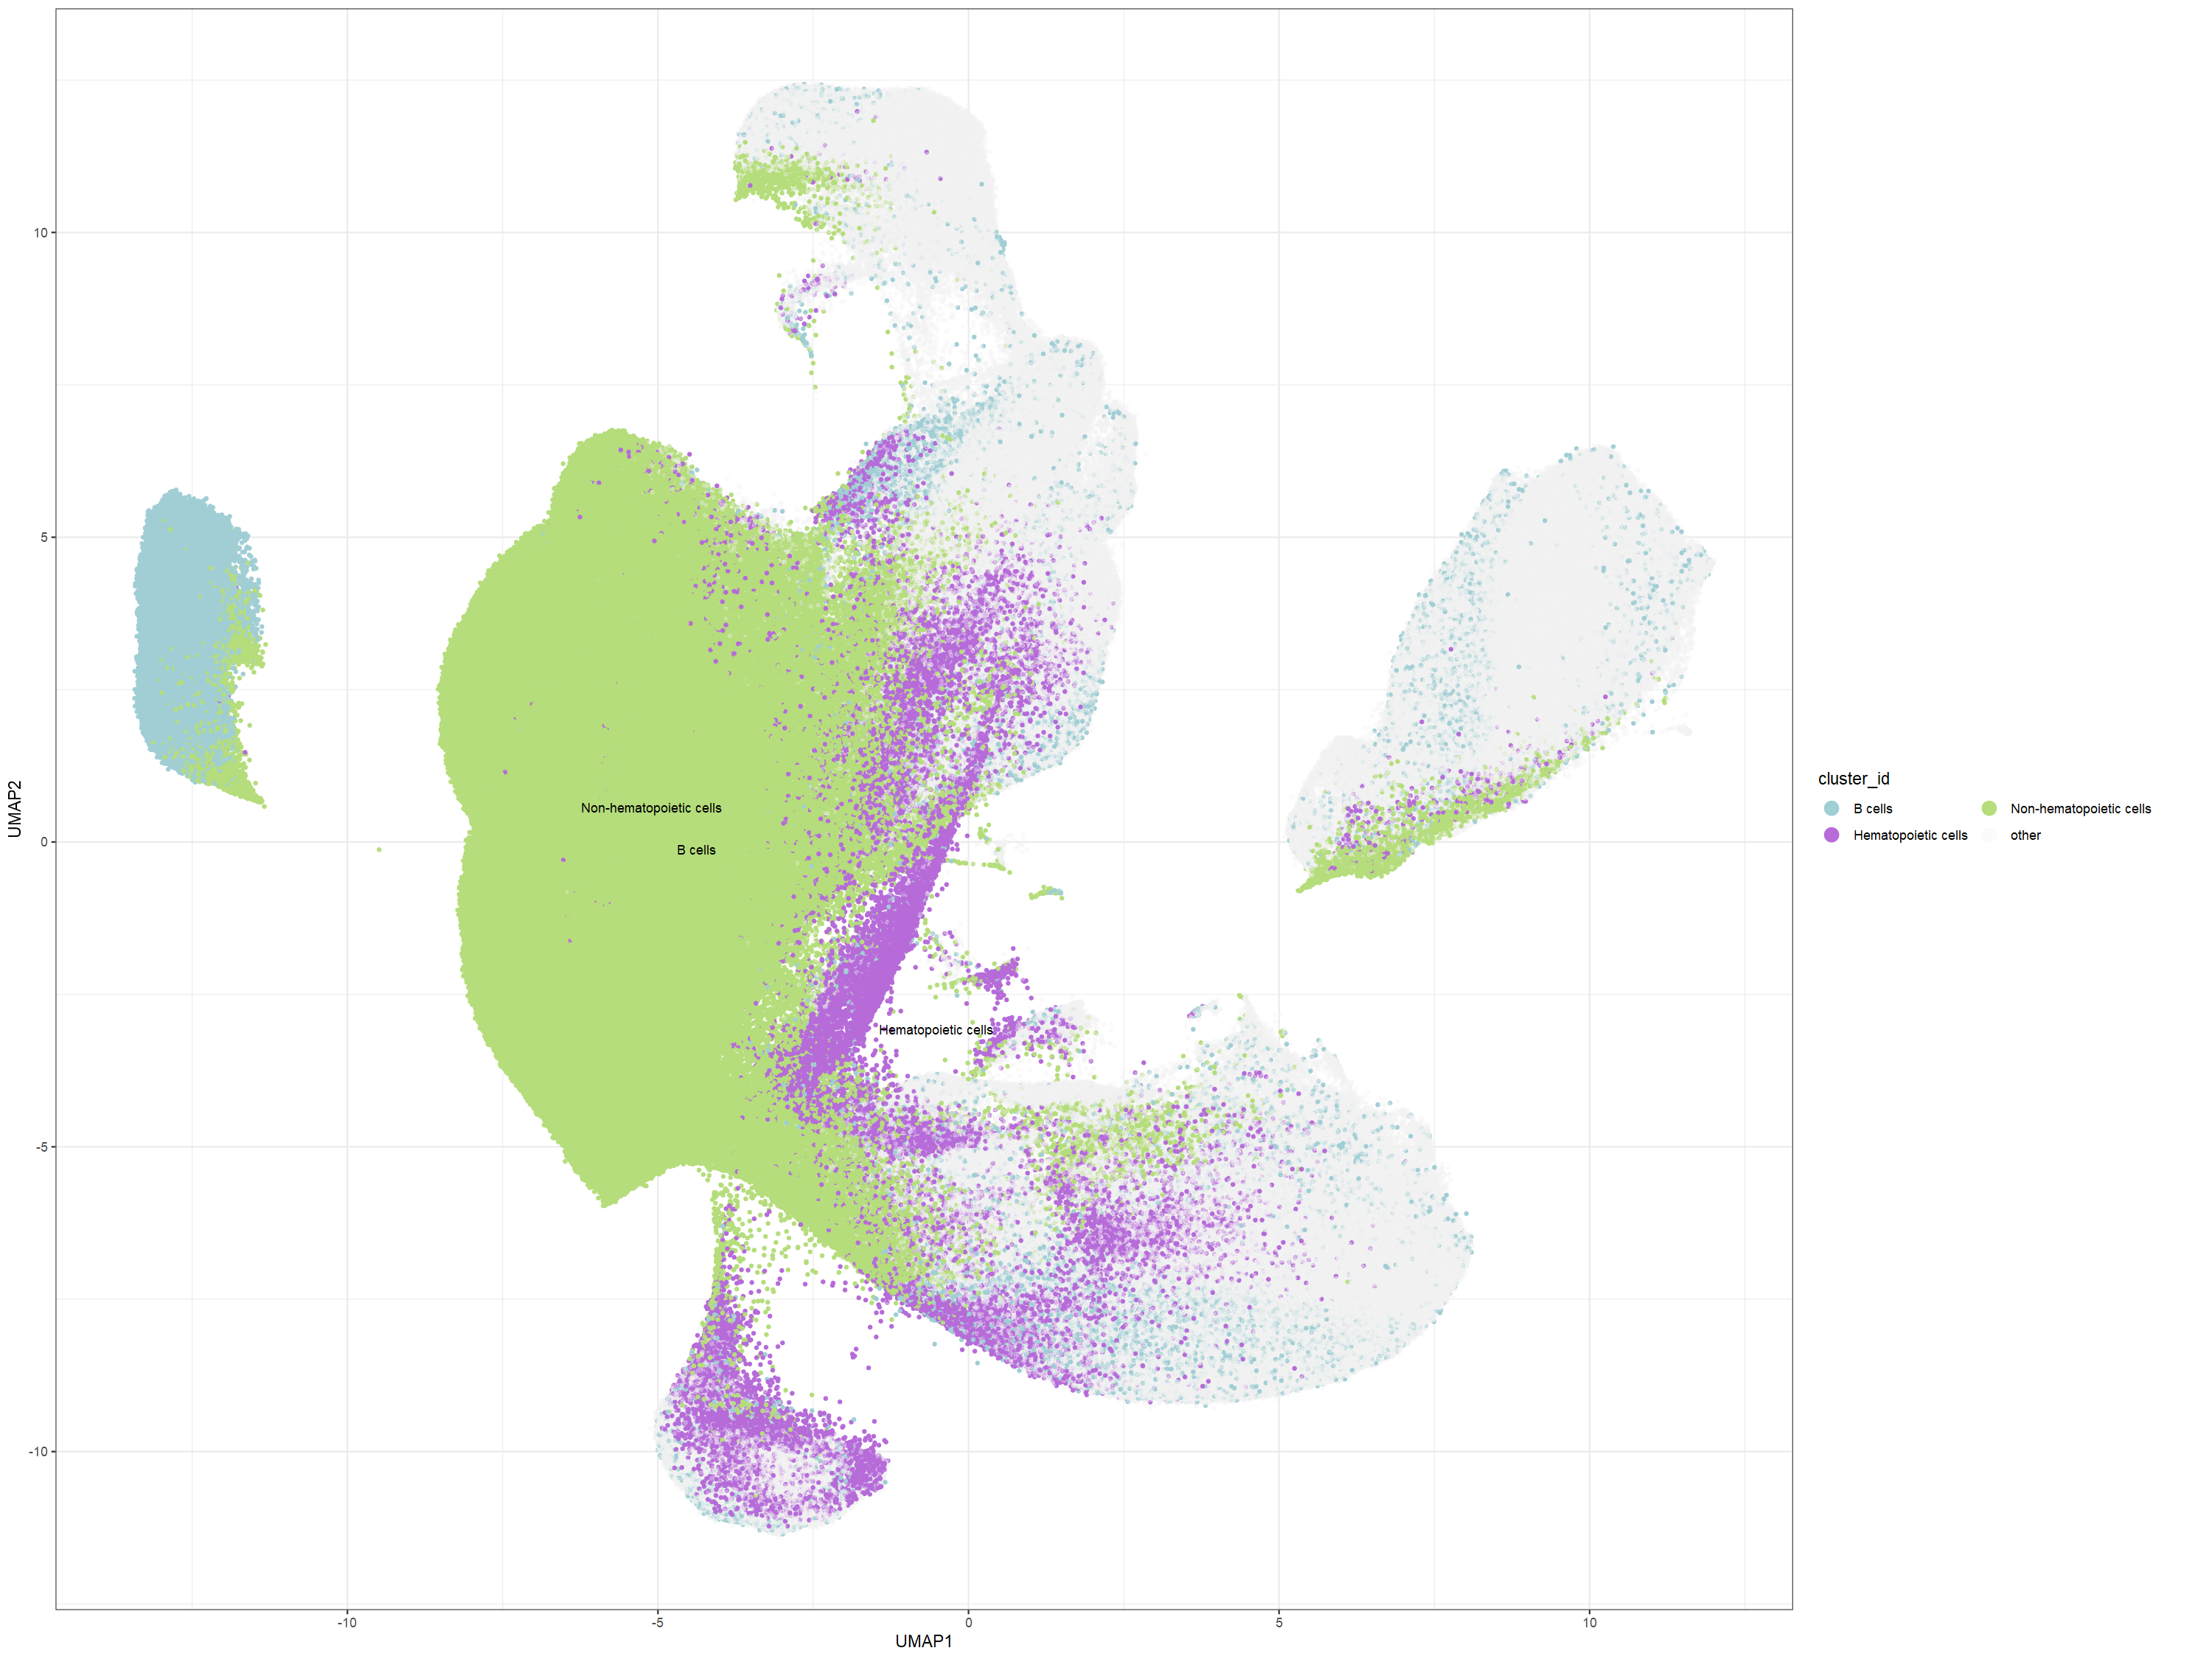 10
5
0
-5
-10
UMAP2
Non-hematopoietic cells
B cells
Hematopoietic cells
-10
-5
0
5
10
UMAP1
cluster_id
B cells
Non-hematopoietic cells
Hematopoietic cells
other